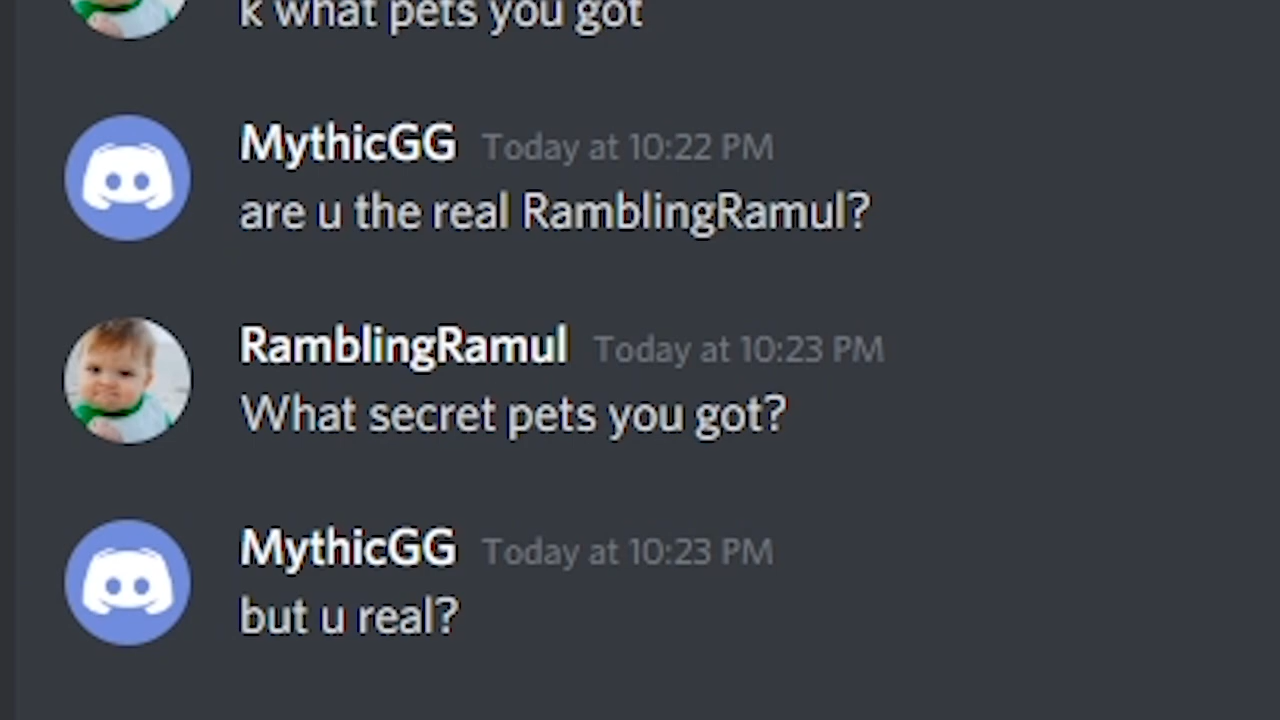 k what pets you got
MythicGG Today at 10:22 PM
are u the real RamblingRamul?
RamblingRamul Today at 10:23 PM
What secret pets you got?
MythicGG Today at 10:23 PM
but u real?